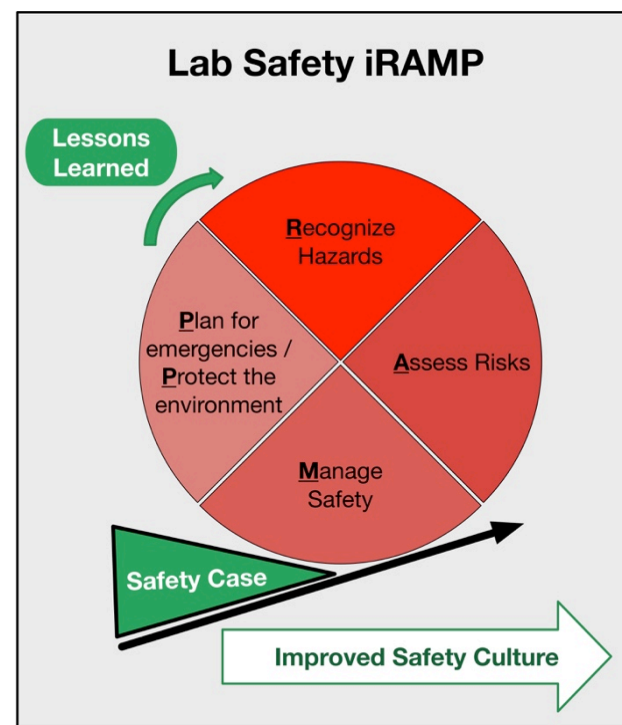 Lab Safety iRAMP
Lessons
Learned
Recognize
Hazards
Plan for
emergencies /
Protect the
environment
Assess Risks
Manage
Safety
Safety Case
Improved Safety Culture